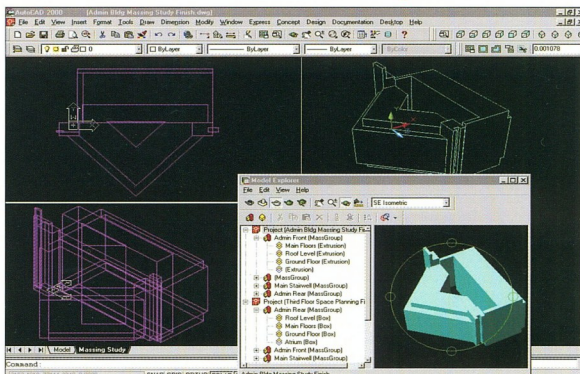 AutoCAD 2000 - [Admin Bldg Massing Study Finish.dwg]
File Edit View Insert Format Tools Draw Dimension Modify Window Express Concept Design Documentation Desktop Help
0 ByLayer ByLayer ByLayer ByColor 0.001078
Model Explorer
File Edit View Help
SE Isometric
Project (Admin Bldg Massing Study Fin
Admin Front (MassGroup)
Main Floors (Extrusion)
Roof Level (Extrusion)
Ground Floor (Extrusion)
(Extrusion)
(MassGroup)
Main Stairwell (MassGroup)
Admin Rear (MassGroup)
Project (Third Floor Space Planning Fi
Admin Rear (MassGroup)
Roof Level (Box)
Main Floors (Box)
Ground Floor (Box)
Atrium (Box)
Admin Front (MassGroup)
Main Stairwell (MassGroup)
Model Massing Study
Command: